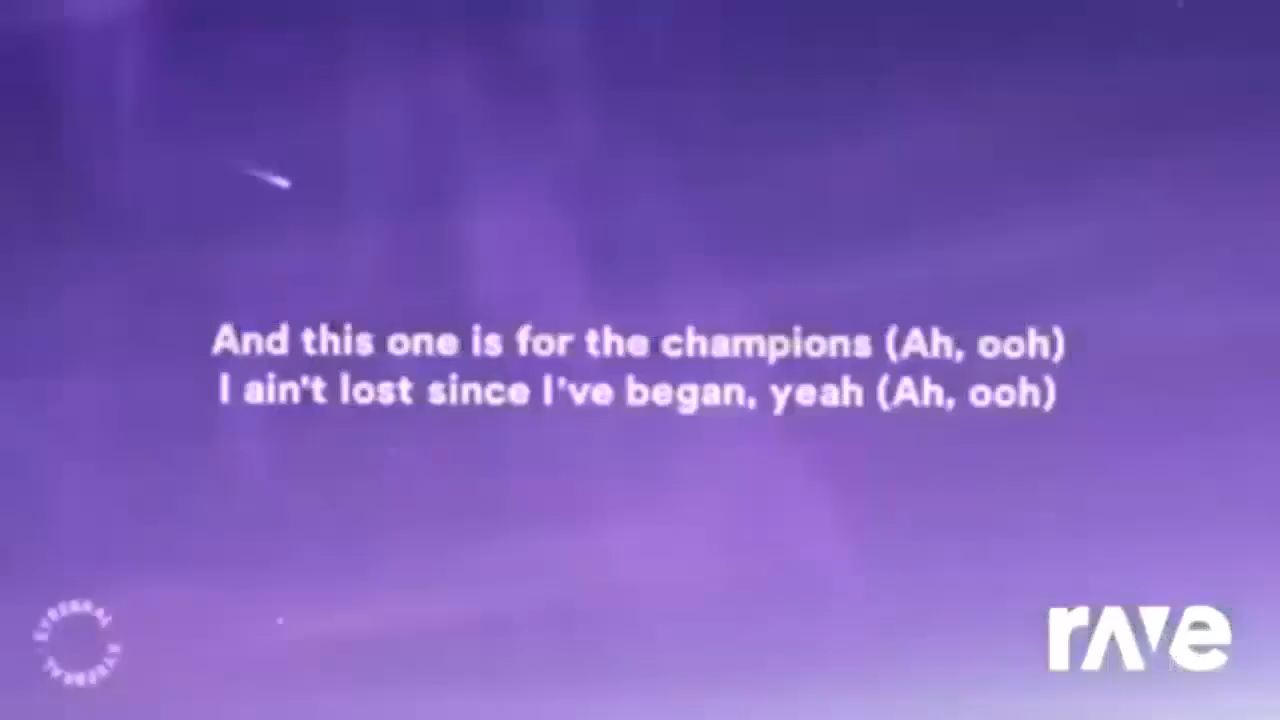 And this one is for the champions (Ah, ooh)
I ain't lost since I've began, yeah (Ah, ooh)
rave